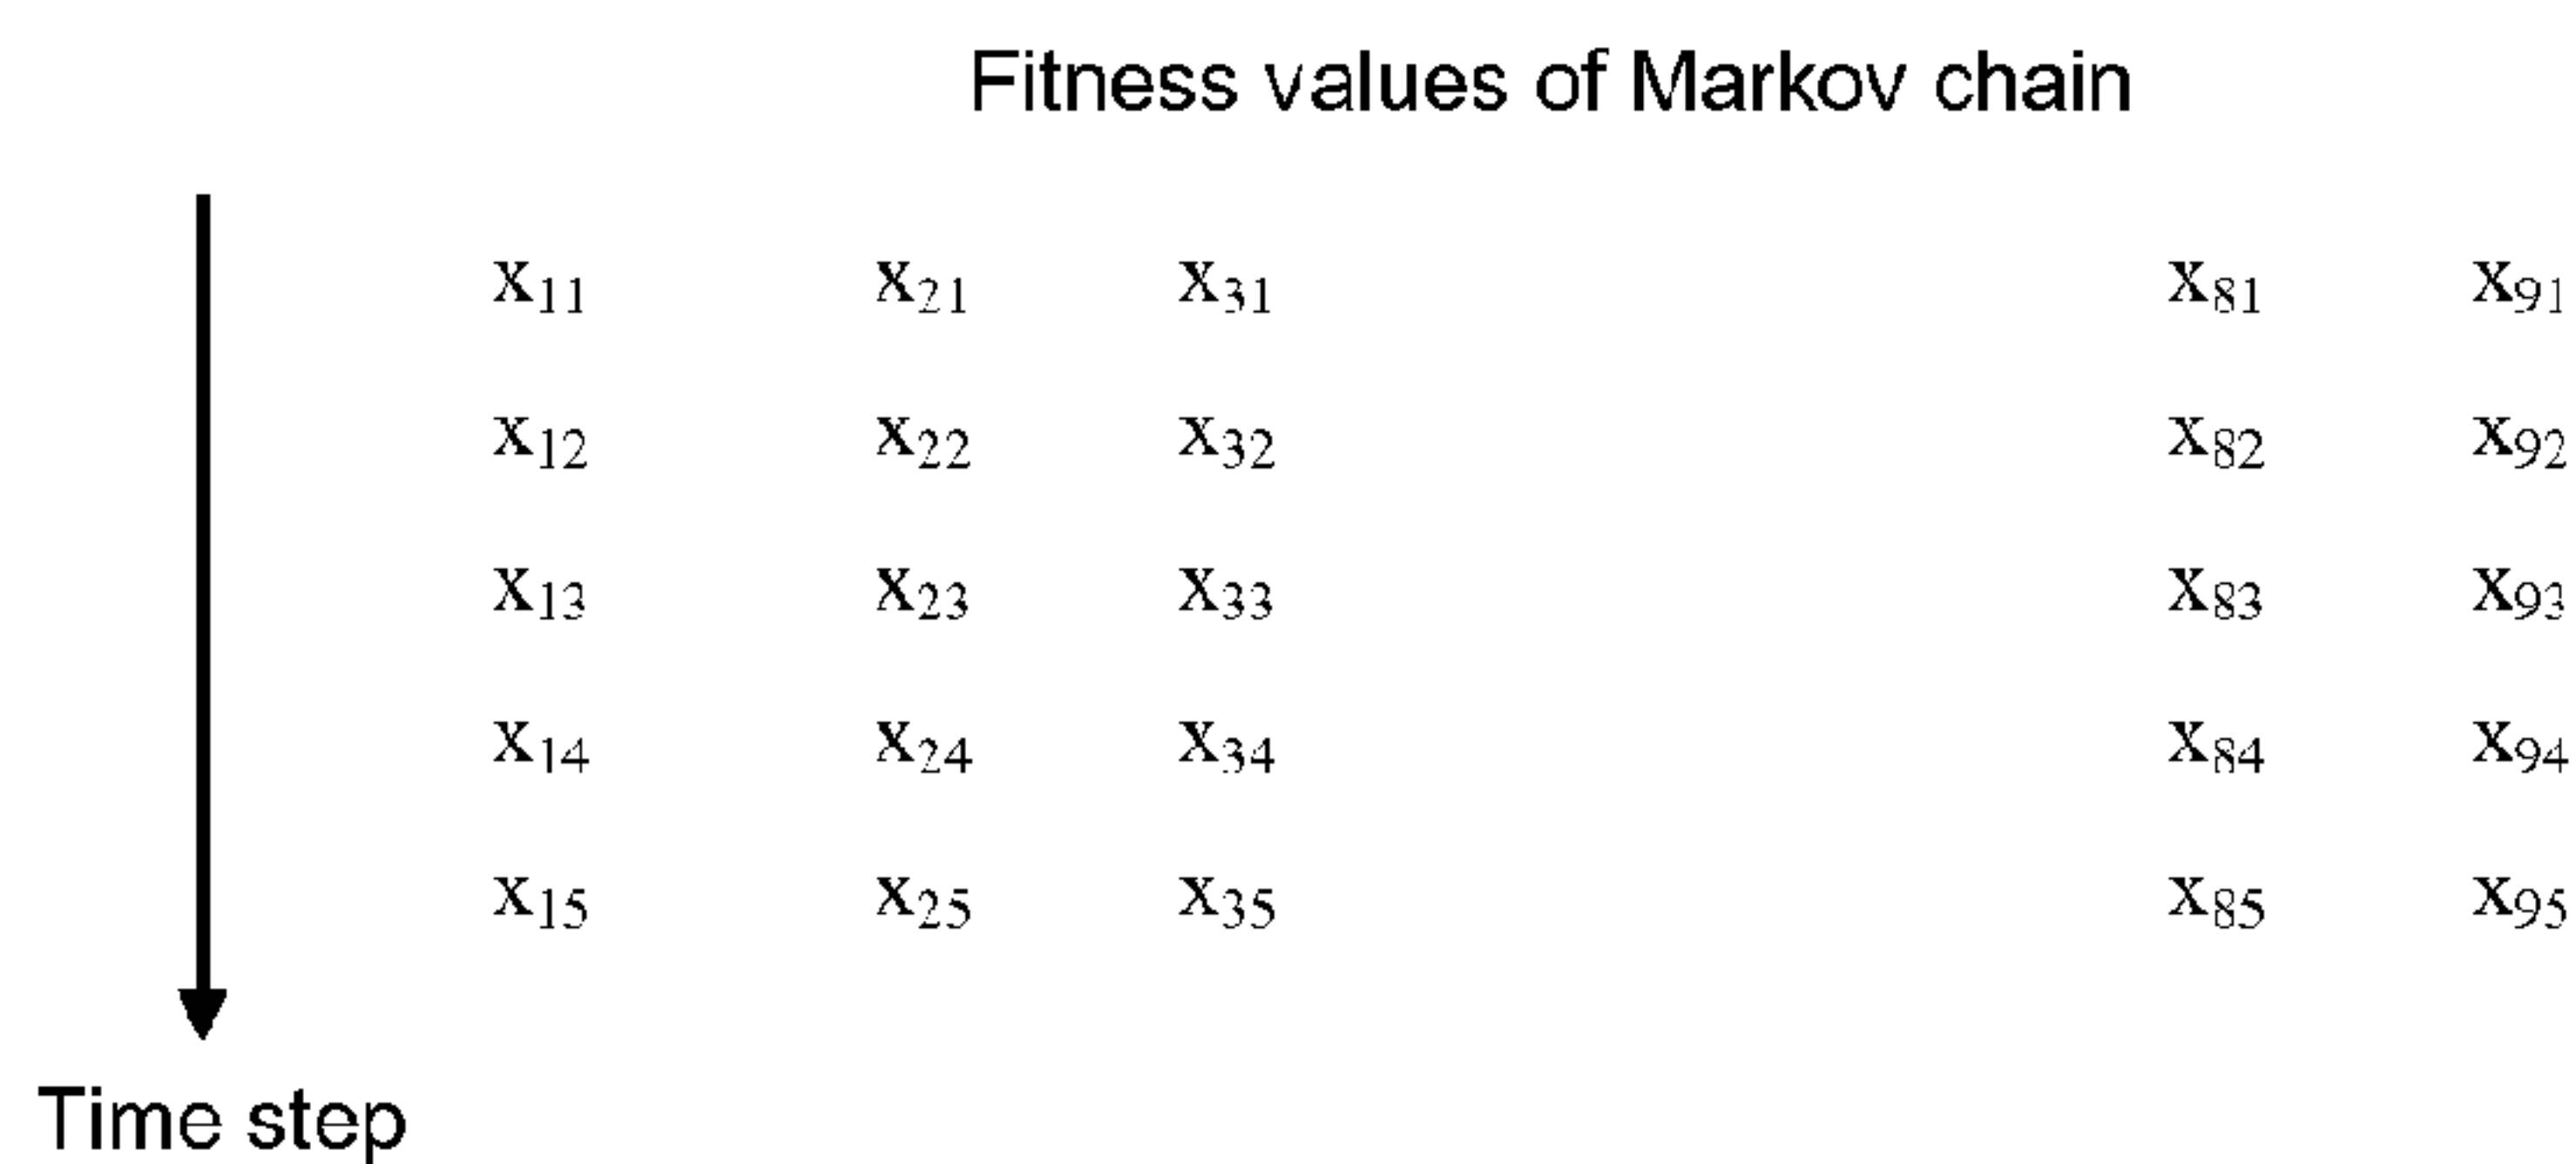 Fitness values of Markov chain
x₁₁ x₂₁ x₃₁ x₈₁ x₉₁
x₁₂ x₂₂ x₃₂ x₈₂ x₉₂
x₁₃ x₂₃ x₃₃ x₈₃ x₉₃
x₁₄ x₂₄ x₃₄ x₈₄ x₉₄
x₁₅ x₂₅ x₃₅ x₈₅ x₉₅
Time step